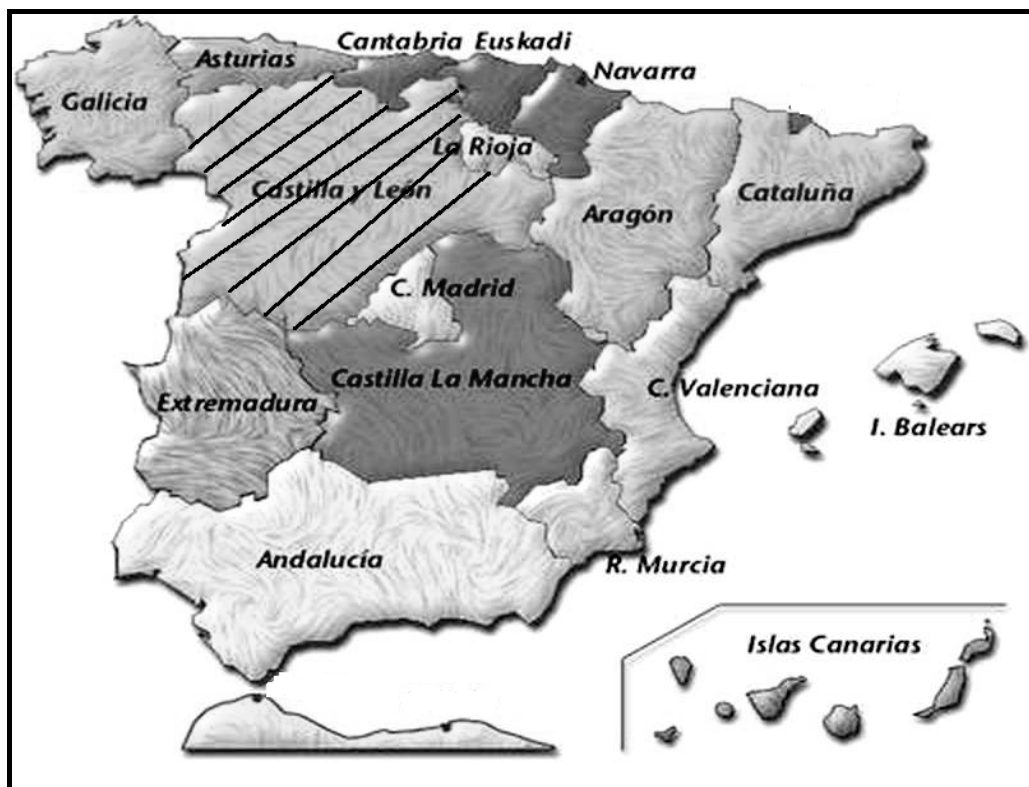 Cantabria Euskadi
Asturias
Navarra
Galicia
La Rioja
Castilla y León
Cataluña
Aragón
C. Madrid
Castilla La Mancha
C. Valenciana
Extremadura
I. Balears
Andalucía
R. Murcia
Islas Canarias